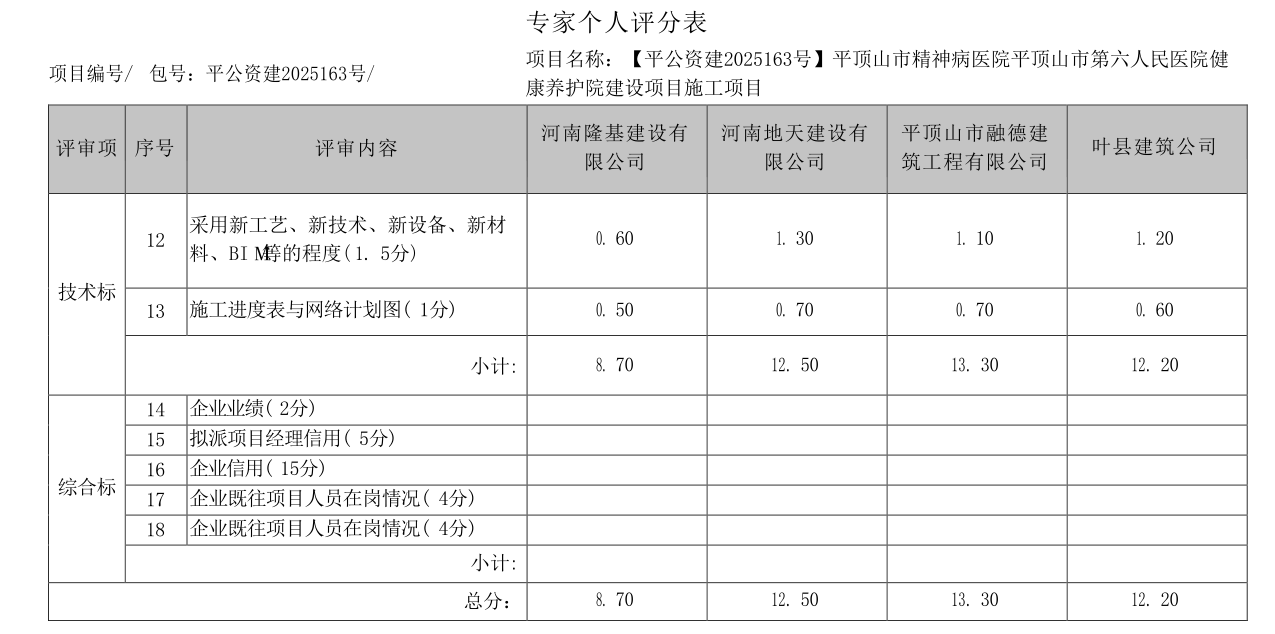 专家个人评分表
项目编号/ 包号：平公资建2025163号/
项目名称：【平公资建2025163号】平顶山市精神病医院平顶山市第六人民医院健
康养护院建设项目施工项目
评审项 序号 评审内容 河南隆基建设有限公司 河南地天建设有限公司 平顶山市融德建筑工程有限公司 叶县建筑公司
技术标
12 采用新工艺、新技术、新设备、新材料、BIM等的程度(1.5分) 0.60 1.30 1.10 1.20
13 施工进度表与网络计划图(1分) 0.50 0.70 0.70 0.60
小计: 8.70 12.50 13.30 12.20
综合标
14 企业业绩(2分)
15 拟派项目经理信用(5分)
16 企业信用(15分)
17 企业既往项目人员在岗情况(4分)
18 企业既往项目人员在岗情况(4分)
小计:
总分： 8.70 12.50 13.30 12.20